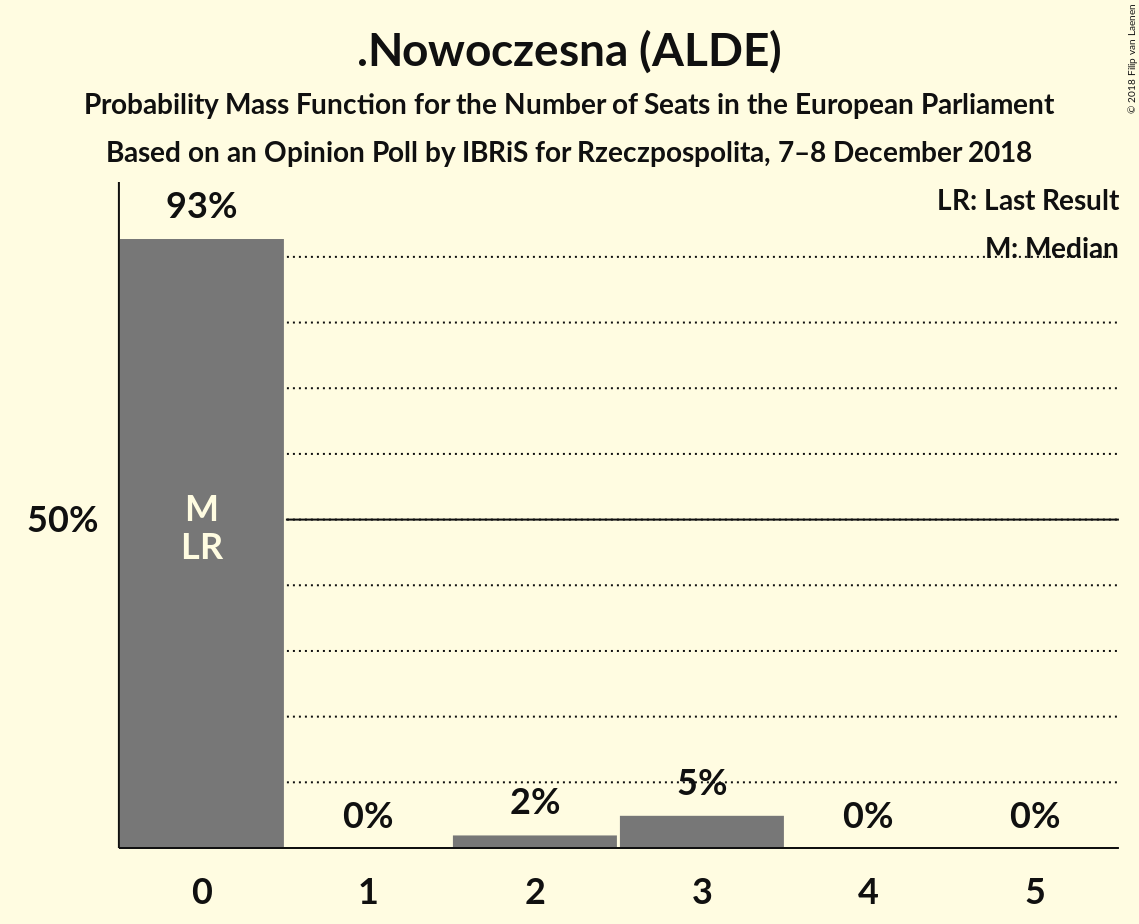 .Nowoczesna (ALDE)
Probability Mass Function for the Number of Seats in the European Parliament
Based on an Opinion Poll by IBRiS for Rzeczpospolita, 7–8 December 2018
© 2018 Filip van Laenen
LR: Last Result
M: Median
93%
50%
M
LR
0%
2%
5%
0%
0%
0
1
2
3
4
5